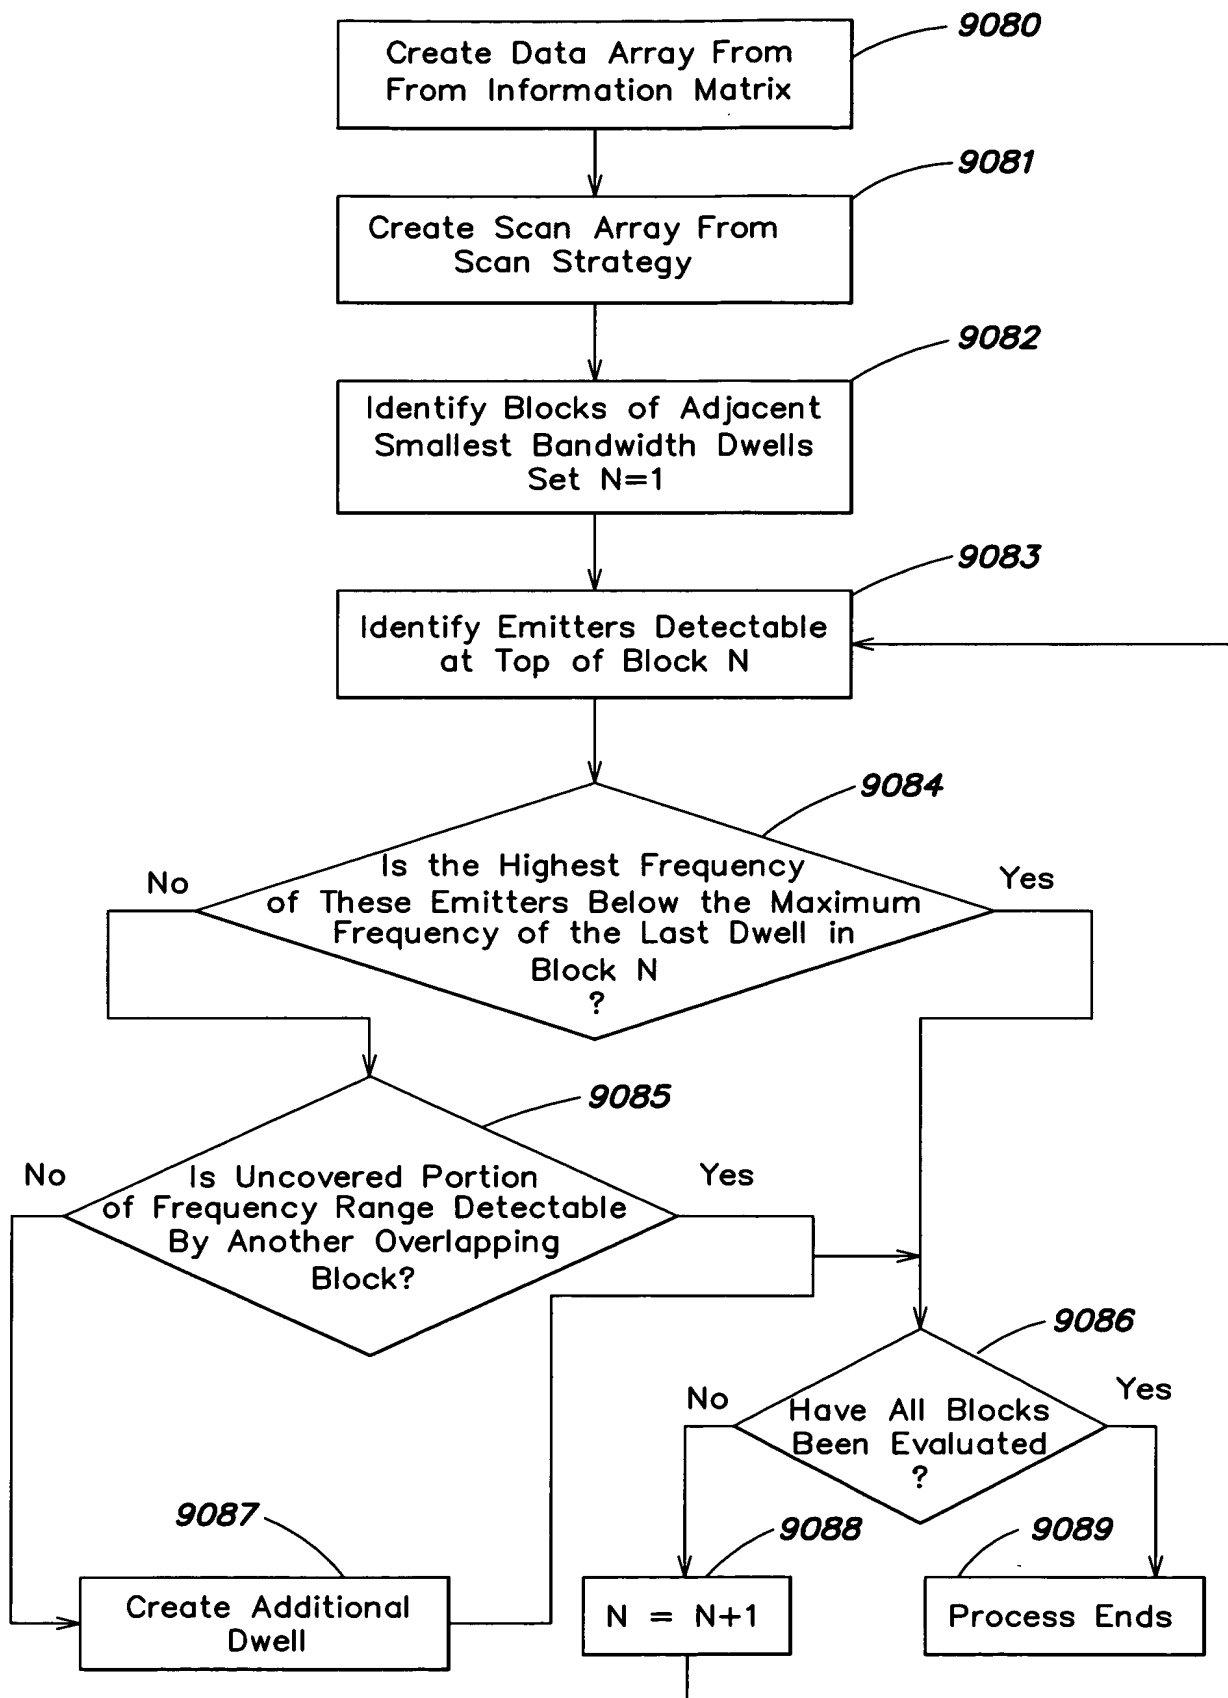 9080
Create Data Array From
From Information Matrix
9081
Create Scan Array From
Scan Strategy
9082
Identify Blocks of Adjacent
Smallest Bandwidth Dwells
Set N=1
9083
Identify Emitters Detectable
at Top of Block N
9084
No
Yes
Is the Highest Frequency
of These Emitters Below the Maximum
Frequency of the Last Dwell in
Block N
?
9085
No
Yes
Is Uncovered Portion
of Frequency Range Detectable
By Another Overlapping
Block?
9086
No
Yes
Have All Blocks
Been Evaluated
?
9087
Create Additional
Dwell
9088
N = N+1
9089
Process Ends